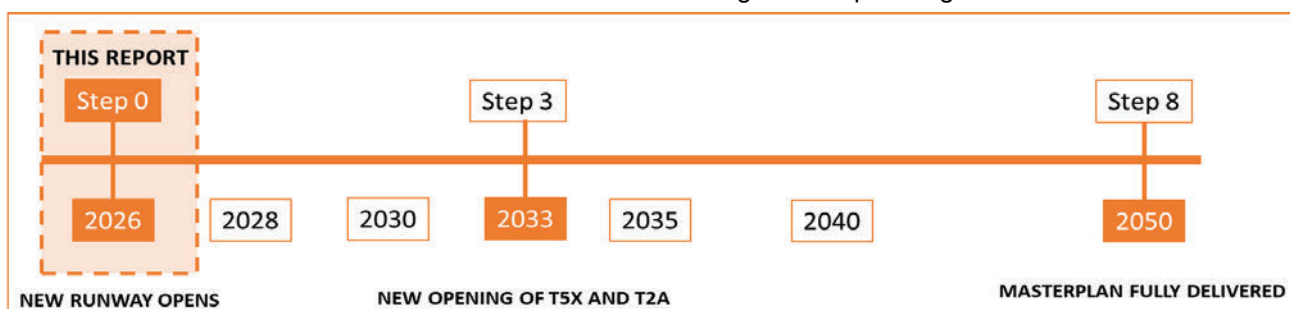 THIS REPORT
Step 0
Step 3
Step 8
2026
2028
2030
2033
2035
2040
2050
NEW RUNWAY OPENS
NEW OPENING OF T5X AND T2A
MASTERPLAN FULLY DELIVERED